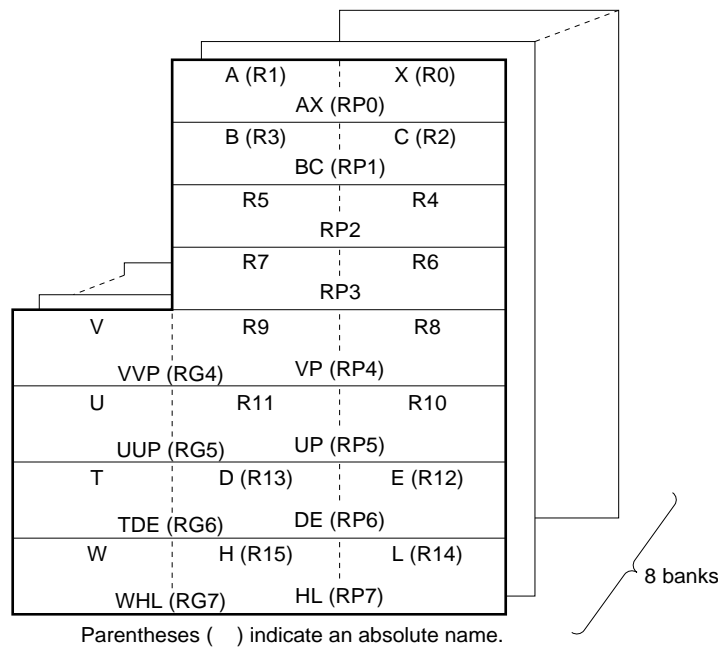 A (R1) X (R0)
AX (RP0)
B (R3) C (R2)
BC (RP1)
R5 R4
RP2
R7 R6
RP3
V R9 R8
VVP (RG4) VP (RP4)
U R11 R10
UUP (RG5) UP (RP5)
T D (R13) E (R12)
TDE (RG6) DE (RP6)
W H (R15) L (R14)
WHL (RG7) HL (RP7)
8 banks
Parentheses ( ) indicate an absolute name.